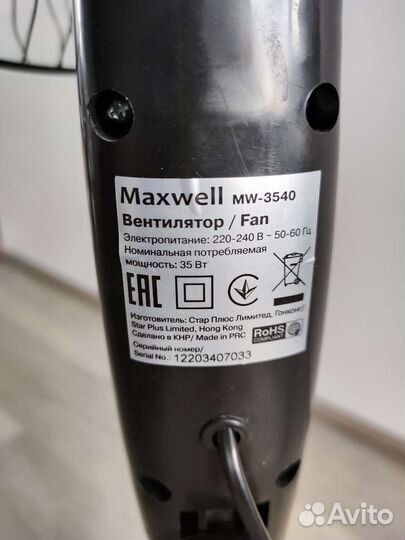 Maxwell MW-3540
Вентилятор / Fan
Электропитание: 220-240 В ~ 50-60 Гц
Номинальная потребляемая
мощность: 35 Вт
EAC
Изготовитель: Стар Плюс Лимитед, Гонконг/
Star Plus Limited, Hong Kong
Сделано в КНР/ Made in PRC
RoHS
COMPLIANT
Серийный номер/
Serial No.: 12203407033
Avito